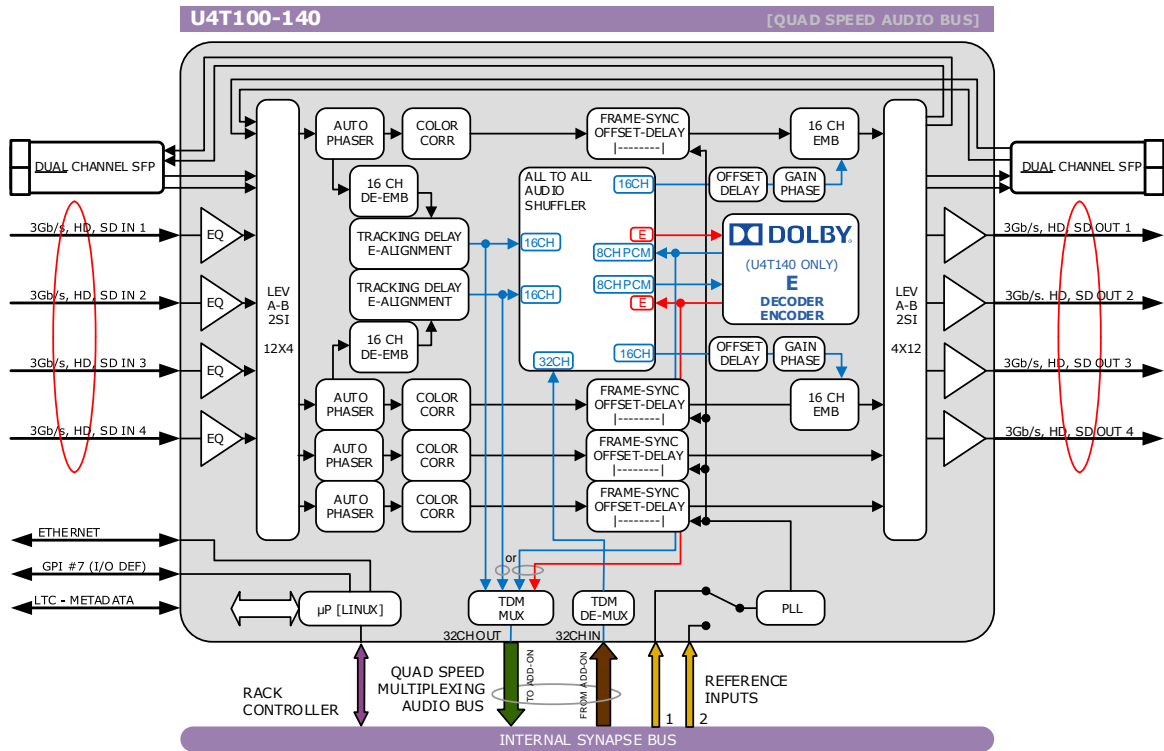 U4T100-140
[QUAD SPEED AUDIO BUS]
AUTO
PHASER
COLOR
CORR
FRAME-SYNC
OFFSET-DELAY
|--------|
16 CH
EMB
DUAL CHANNEL SFP
DUAL CHANNEL SFP
16 CH
DE-EMB
ALL TO ALL
AUDIO
SHUFFLER
16CH
OFFSET
DELAY
GAIN
PHASE
3Gb/s, HD, SD IN 1
EQ
TRACKING DELAY
E-ALIGNMENT
16CH
E
8CH PCM
DOLBY
(U4T140 ONLY)
E
DECODER
ENCODER
3Gb/s, HD, SD OUT 1
3Gb/s, HD, SD IN 2
EQ
LEV
A-B
2SI
12X4
TRACKING DELAY
E-ALIGNMENT
16CH
8CH PCM
E
LEV
A-B
2SI
4X12
3Gb/s. HD, SD OUT 2
3Gb/s, HD, SD IN 3
EQ
16 CH
DE-EMB
32CH
16CH
OFFSET
DELAY
GAIN
PHASE
3Gb/s, HD, SD OUT 3
AUTO
PHASER
COLOR
CORR
FRAME-SYNC
OFFSET-DELAY
|--------|
16 CH
EMB
3Gb/s, HD, SD IN 4
EQ
AUTO
PHASER
COLOR
CORR
FRAME-SYNC
OFFSET-DELAY
|--------|
3Gb/s, HD, SD OUT 4
AUTO
PHASER
COLOR
CORR
FRAME-SYNC
OFFSET-DELAY
|--------|
ETHERNET
GPI #7 (I/O DEF)
LTC - METADATA
or
µP [LINUX]
TDM
MUX
TDM
DE-MUX
PLL
32CH OUT
32CH IN
RACK
CONTROLLER
QUAD SPEED
MULTIPLEXING
AUDIO BUS
TO ADD-ON
FROM ADD-ON
REFERENCE
INPUTS
1
2
INTERNAL SYNAPSE BUS